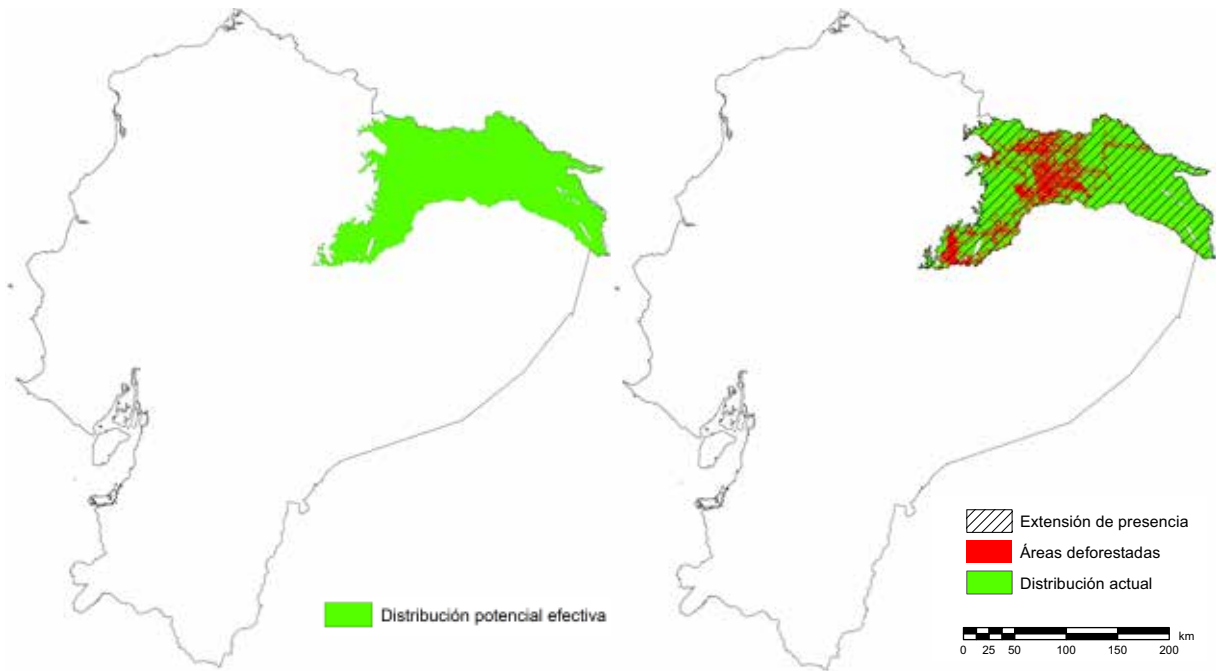 Distribución potencial efectiva
Extensión de presencia
Áreas deforestadas
Distribución actual
0 25 50 100 150 200 km